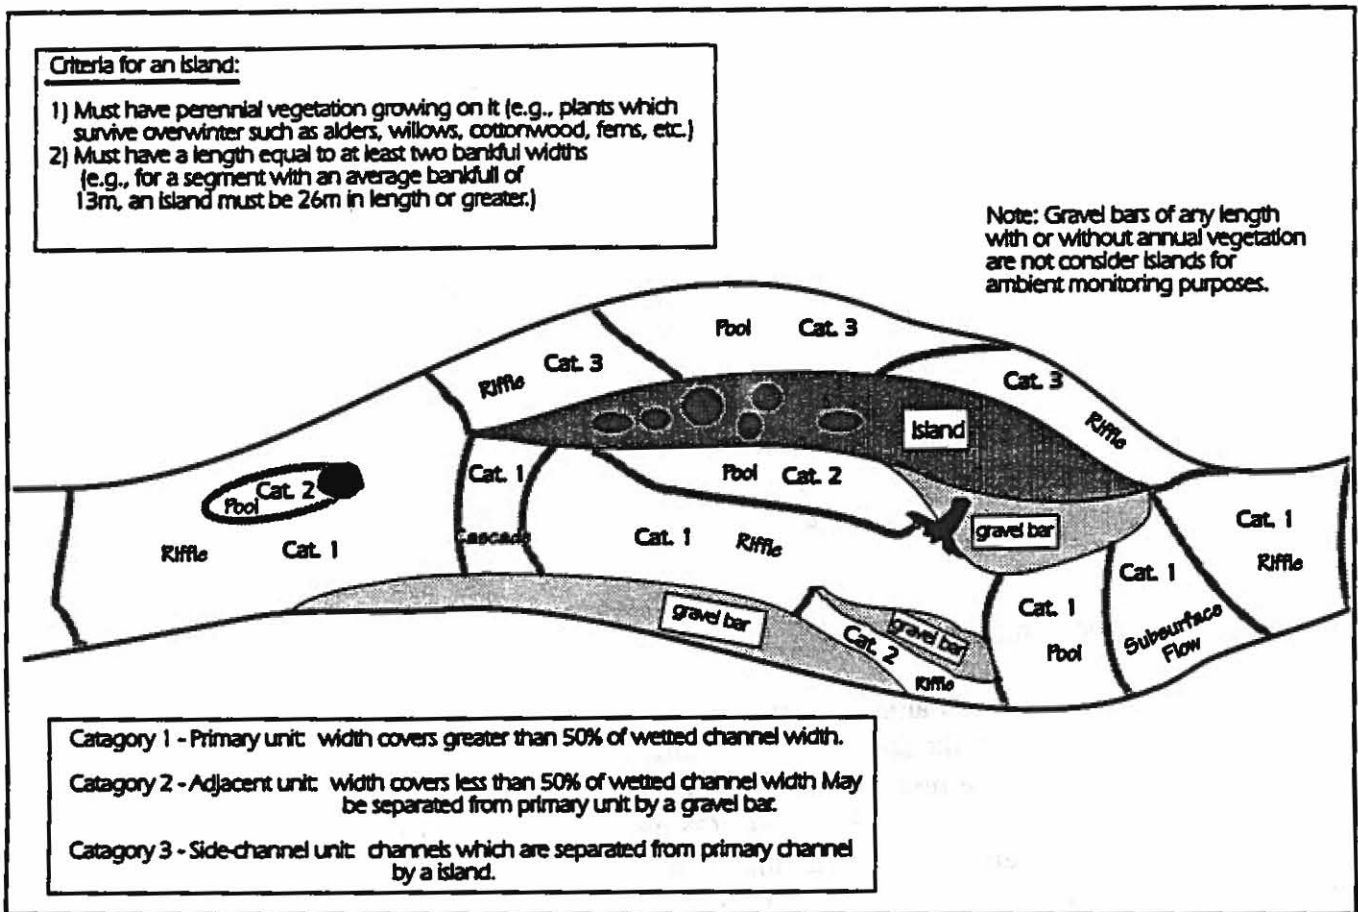 Criteria for an Island:
1) Must have perennial vegetation growing on it (e.g., plants which
survive overwinter such as alders, willows, cottonwood, ferns, etc.)
2) Must have a length equal to at least two bankful widths
(e.g., for a segment with an average bankfull of
13m, an island must be 26m in length or greater.)
Note: Gravel bars of any length
with or without annual vegetation
are not consider islands for
ambient monitoring purposes.
Pool Cat. 3
Riffle Cat. 3
Cat. 3
Riffle
Island
Cat. 2
Pool
Riffle Cat. 1
Cat. 1
Cascade
Pool Cat. 2
Cat. 1 Riffle
gravel bar
Cat. 1
Riffle
Cat. 1
Subsurface
Flow
Cat. 1
Pool
gravel bar
gravel bar
Cat. 2
Riffle
Catagory 1 - Primary unit: width covers greater than 50% of wetted channel width.
Catagory 2 - Adjacent unit: width covers less than 50% of wetted channel width May
be separated from primary unit by a gravel bar.
Catagory 3 - Side-channel unit: channels which are separated from primary channel
by a island.